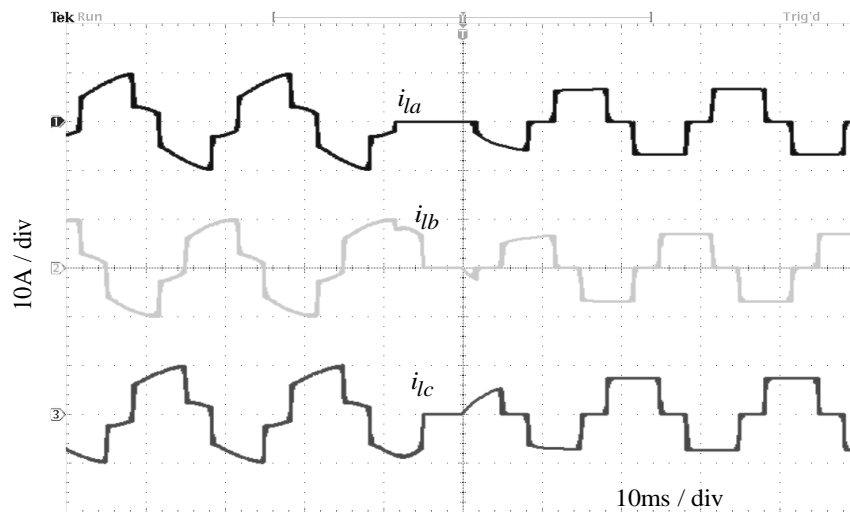 Tek Run Trig'd
T
1 i_la
i_lb
2
10A / div
i_lc
3
10ms / div